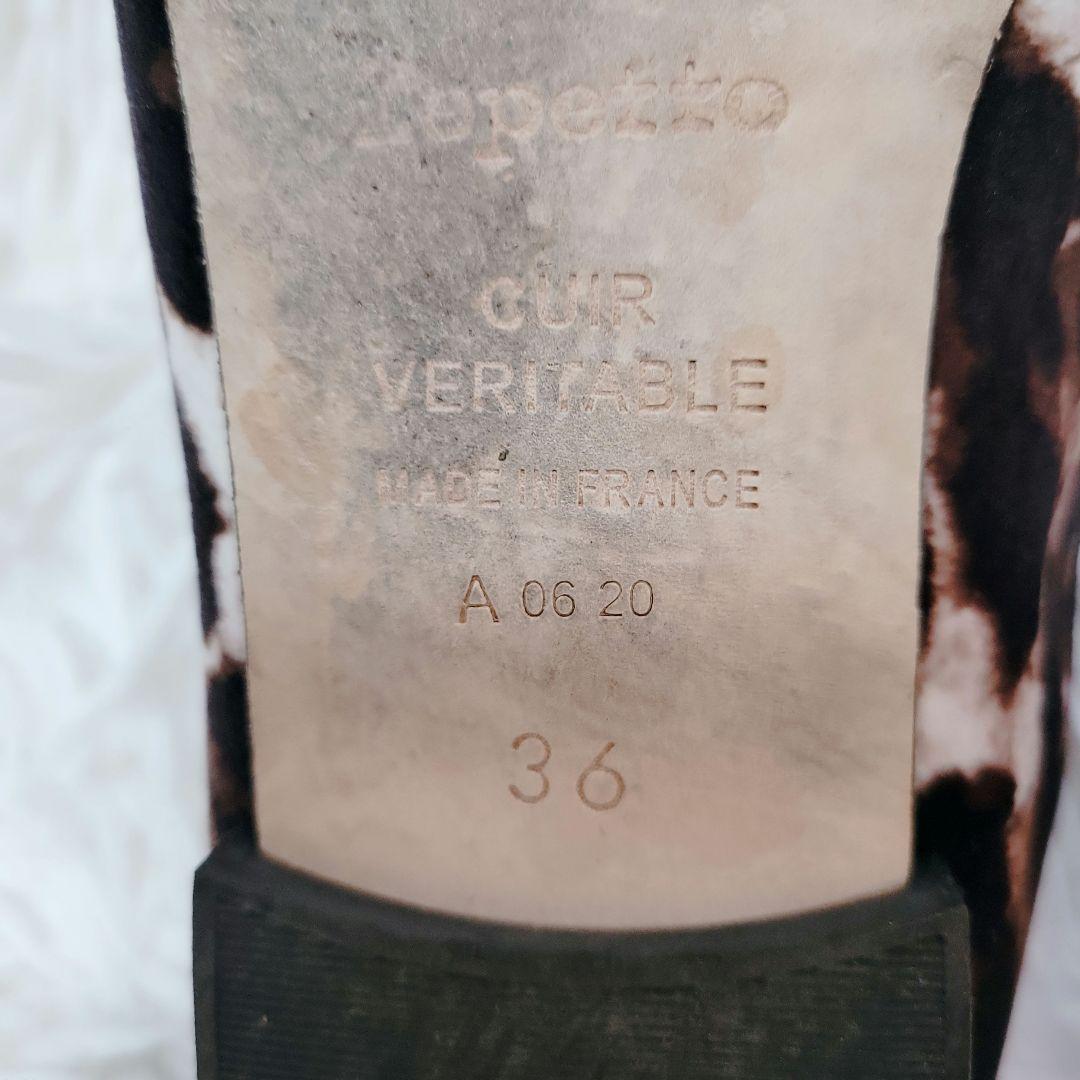 repetto
CUIR
VERITABLE
MADE IN FRANCE
A 06 20
36